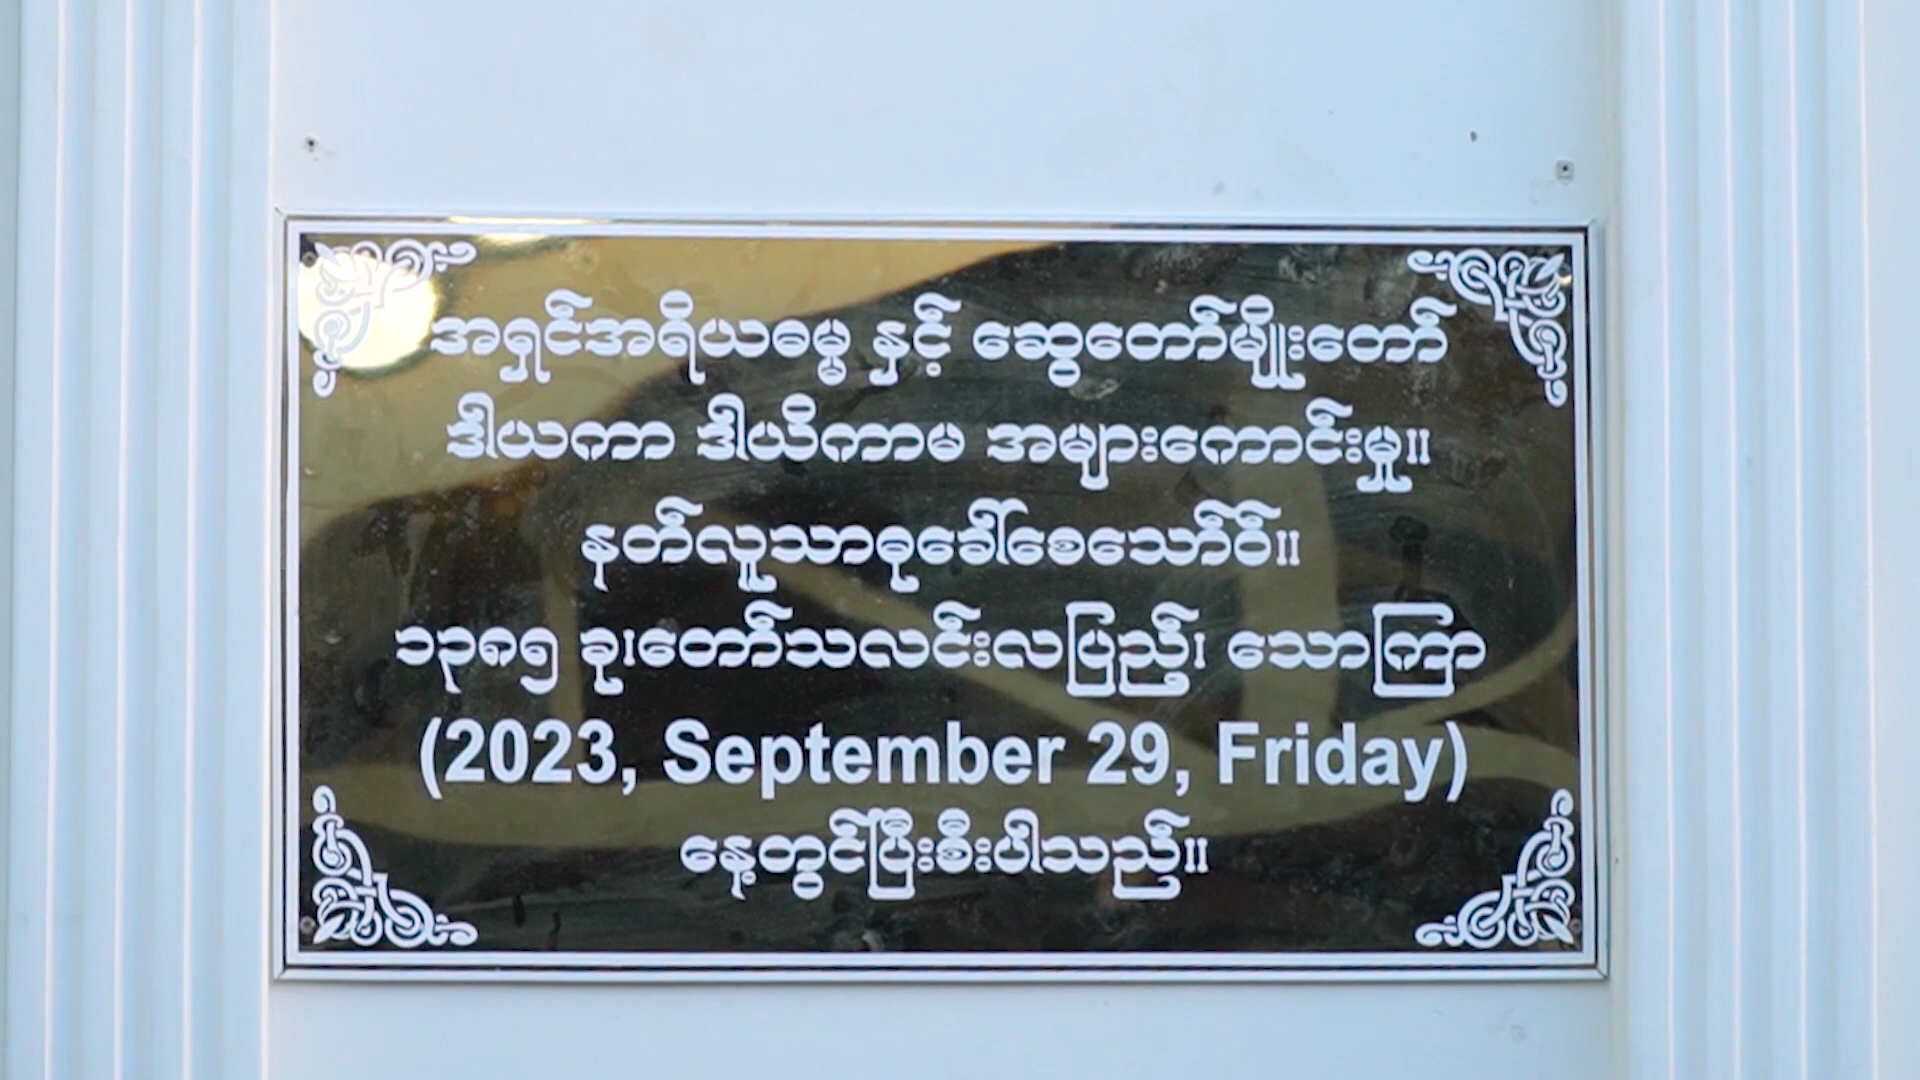 အရှင်အရိယဓမ္မ နှင့် ဆွေတော်မျိုးတော်
ဒါယကာ ဒါယိကာမ အများကောင်းမှု။
နတ်လူသာဓုခေါ်စေသော်ဝ်။
၁၃၈၅ ခု၊တော်သလင်းလပြည့်၊ သောကြာ
(2023, September 29, Friday)
နေ့တွင်ပြီးစီးပါသည်။